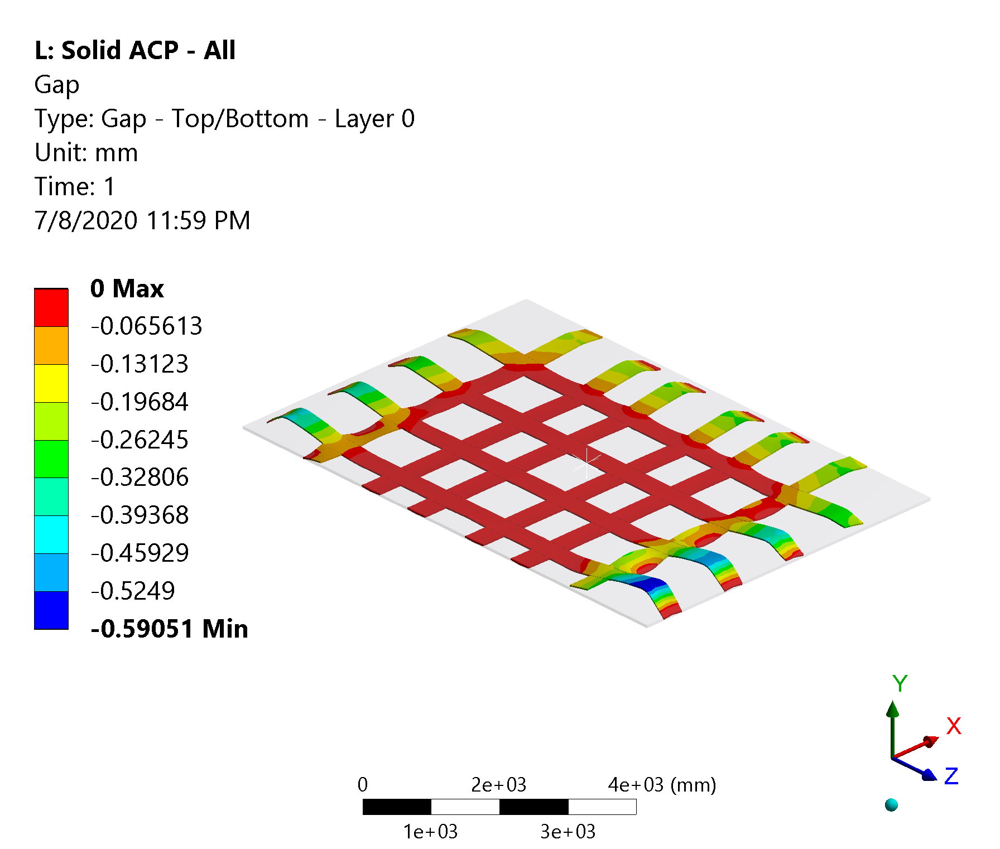 L: Solid ACP - All
Gap
Type: Gap - Top/Bottom - Layer 0
Unit: mm
Time: 1
7/8/2020 11:59 PM
0 Max
-0.065613
-0.13123
-0.19684
-0.26245
-0.32806
-0.39368
-0.45929
-0.5249
-0.59051 Min
Y
X
Z
0 2e+03 4e+03 (mm)
1e+03 3e+03